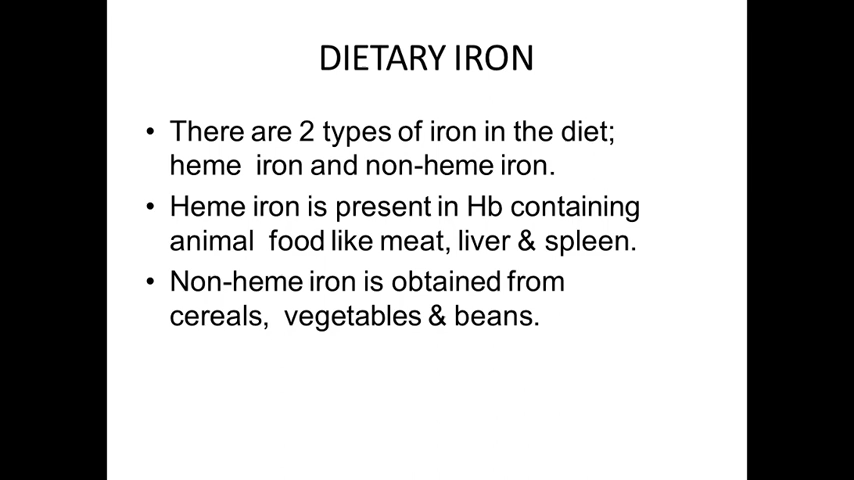 DIETARY IRON
• There are 2 types of iron in the diet;
heme iron and non-heme iron.
• Heme iron is present in Hb containing
animal food like meat, liver & spleen.
• Non-heme iron is obtained from
cereals, vegetables & beans.